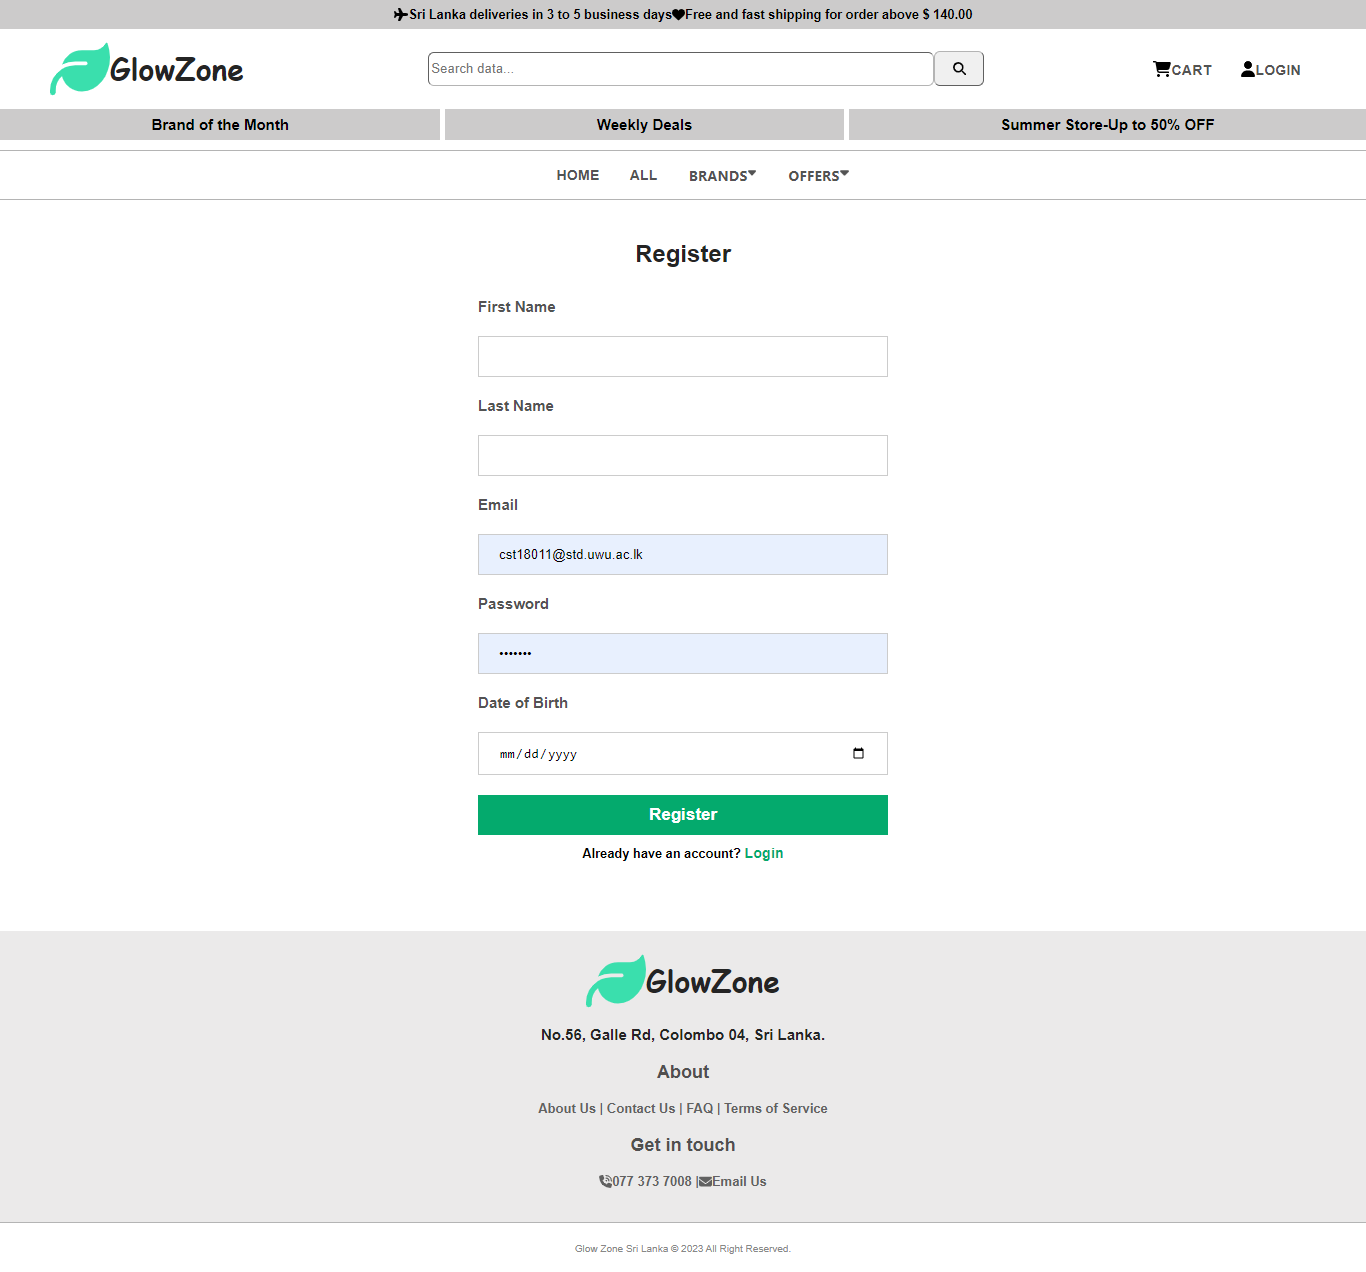 Sri Lanka deliveries in 3 to 5 business days Free and fast shipping for order above $ 140.00
GlowZone
Search data...
CART
LOGIN
Brand of the Month
Weekly Deals
Summer Store-Up to 50% OFF
HOME ALL BRANDS OFFERS
Register
First Name
Last Name
Email
cst18011@std.uwu.ac.lk
Password
•••••••
Date of Birth
mm/dd/yyyy
Register
Already have an account? Login
GlowZone
No.56, Galle Rd, Colombo 04, Sri Lanka.
About
About Us | Contact Us | FAQ | Terms of Service
Get in touch
077 373 7008 | Email Us
Glow Zone Sri Lanka © 2023 All Right Reserved.